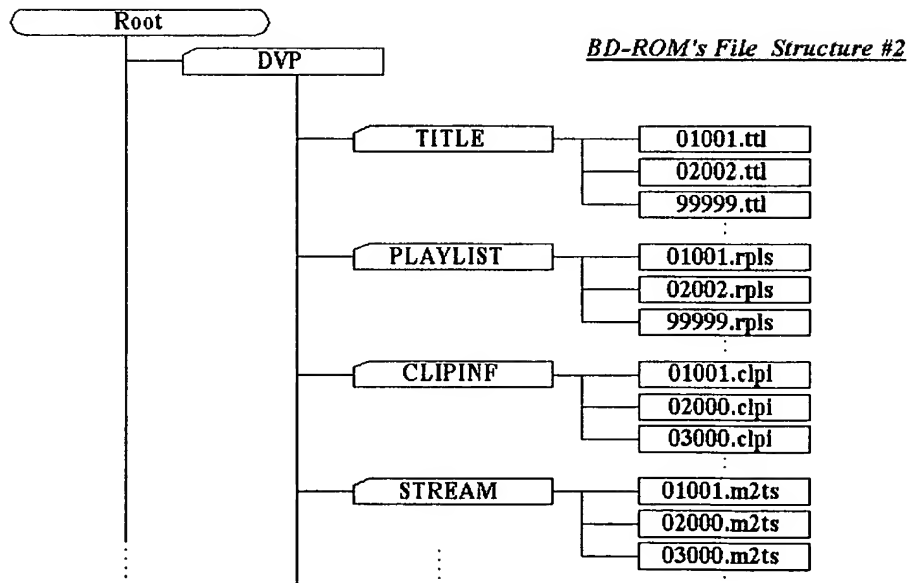 Root
BD-ROM's File Structure #2
DVP
TITLE
01001.ttl
02002.ttl
99999.ttl
PLAYLIST
01001.rpls
02002.rpls
99999.rpls
CLIPINF
01001.clpi
02000.clpi
03000.clpi
STREAM
01001.m2ts
02000.m2ts
03000.m2ts